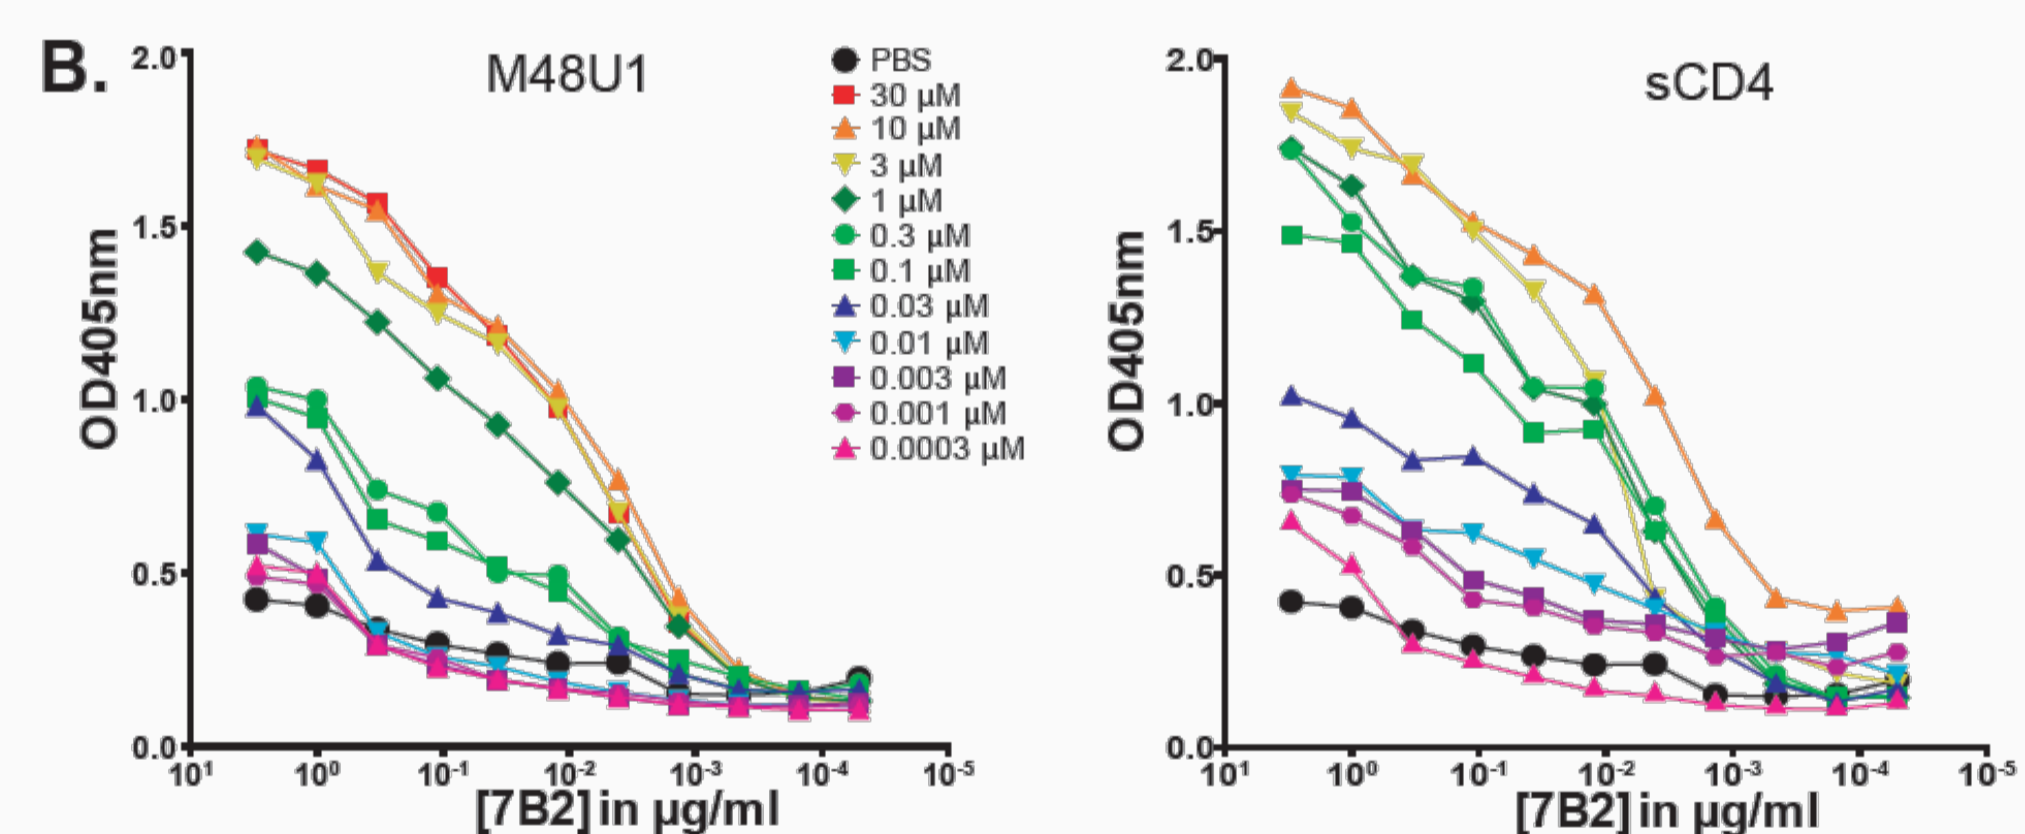 B.
M48U1
OD405nm
2.0
1.5
1.0
0.5
0.0
10¹ 10⁰ 10⁻¹ 10⁻² 10⁻³ 10⁻⁴ 10⁻⁵
[7B2] in µg/ml
PBS
30 µM
10 µM
3 µM
1 µM
0.3 µM
0.1 µM
0.03 µM
0.01 µM
0.003 µM
0.001 µM
0.0003 µM
sCD4
OD405nm
2.0
1.5
1.0
0.5
0.0
10¹ 10⁰ 10⁻¹ 10⁻² 10⁻³ 10⁻⁴ 10⁻⁵
[7B2] in µg/ml